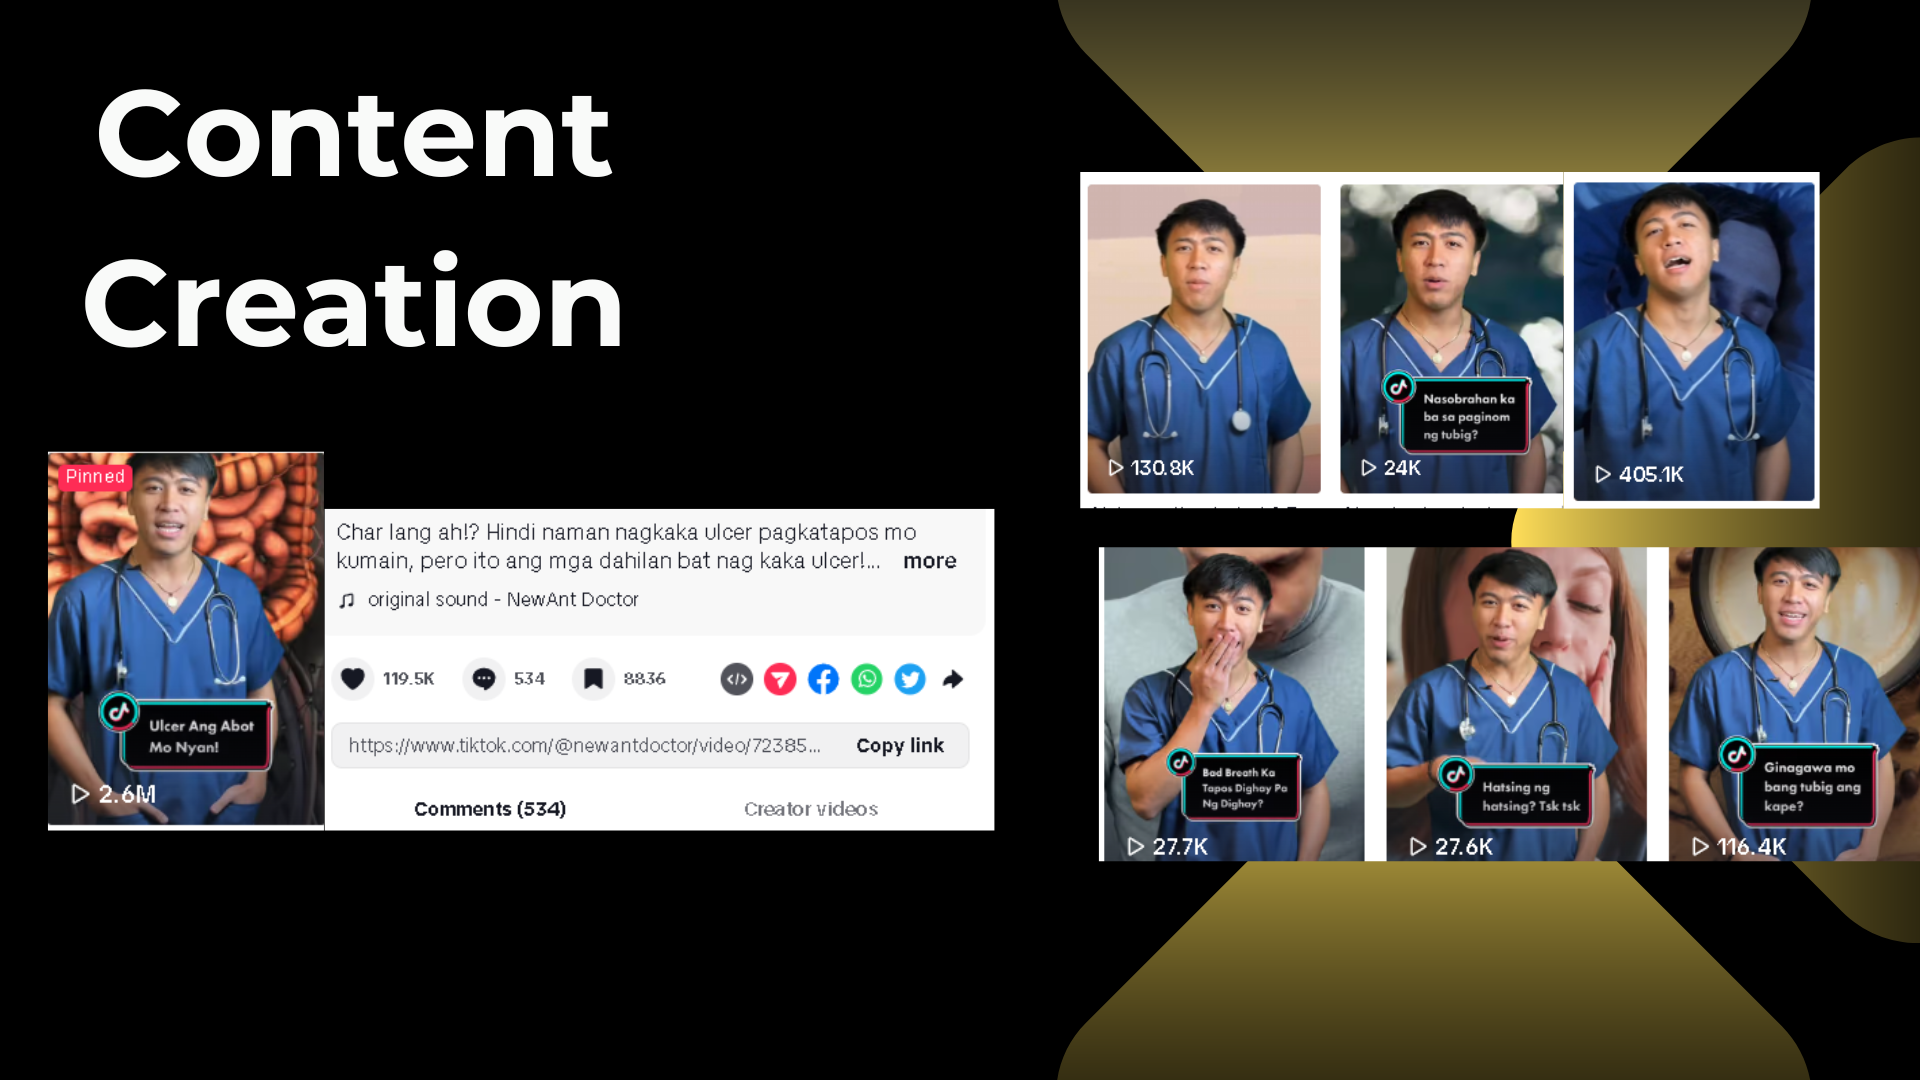 Content
Creation
Pinned
Ulcer Ang Abot
Mo Nyan!
2.6M
Char lang ah!? Hindi naman nagkaka ulcer pagkatapos mo
kumain, pero ito ang mga dahilan bat nag kaka ulcer!... more
original sound - NewAnt Doctor
119.5K 534 8836
https://www.tiktok.com/@newantdoctor/video/72385... Copy link
Comments (534) Creator videos
130.8K
Nasobrahan ka
ba sa paginom
ng tubig?
24K
405.1K
Bad Breath Ka
Tapos Dighay Pa
Ng Dighay?
27.7K
Hatsing ng
hatsing? Tsk tsk
27.6K
Ginagawa mo
bang tubig ang
kape?
116.4K